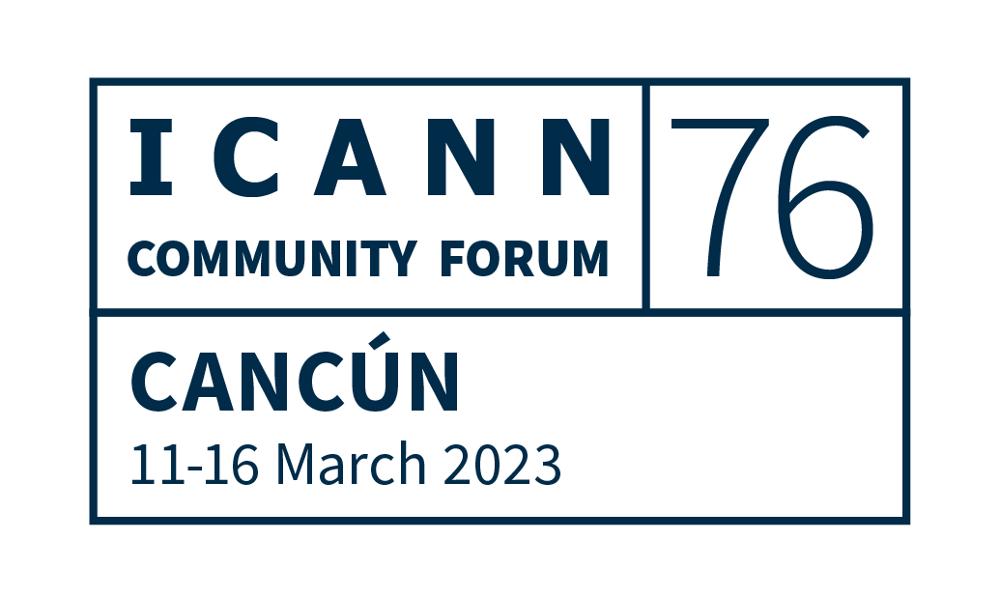 ICANN
COMMUNITY FORUM
76
CANCÚN
11-16 March 2023